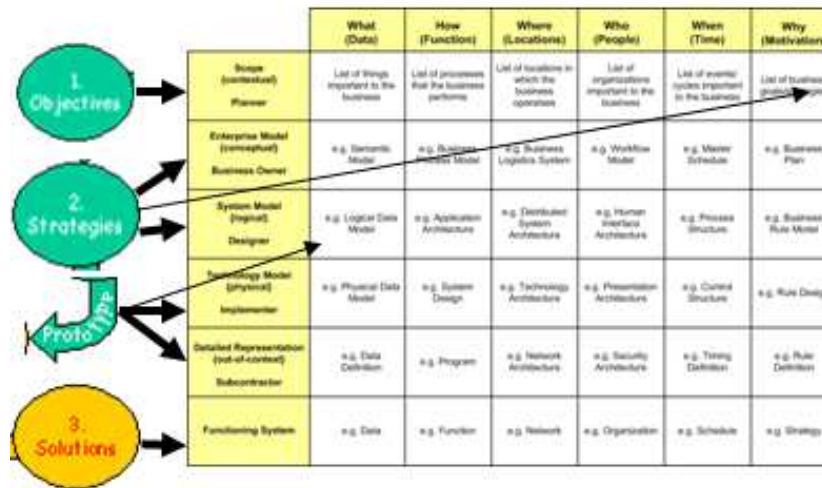 What
(Data)
How
(Function)
Where
(Locations)
Who
(People)
When
(Time)
Why
(Motivation)
1.
Objectives
Scope
(contextual)
Planner
List of things
important to the
business
List of processes
that the business
performs
List of locations in
which the
business
operates
List of
organizations
important to the
business
List of events/
cycles important
to the business
List of business
2.
Strategies
Enterprise Model
(conceptual)
Business Owner
e.g. Semantic
Model
e.g. Business
Process Model
e.g. Business
Logistics System
e.g. Workflow
Model
e.g. Master
Schedule
e.g. Business
Plan
System Model
(logical)
Designer
e.g. Logical Data
Model
e.g. Application
Architecture
e.g. Distributed
System
Architecture
e.g. Human
Interface
Architecture
e.g. Process
Structure
e.g. Business
Rule Model
Prototype
Technology Model
(physical)
Implementer
e.g. Physical Data
Model
e.g. System
Design
e.g. Technology
Architecture
e.g. Presentation
Architecture
e.g. Control
Structure
e.g. Rule Design
Detailed Representation
(out-of-context)
Subcontractor
e.g. Data
Definition
e.g. Program
e.g. Network
Architecture
e.g. Security
Architecture
e.g. Timing
Definition
e.g. Rule
Definition
3.
Solutions
Functioning System
e.g. Data
e.g. Function
e.g. Network
e.g. Organization
e.g. Schedule
e.g. Strategy